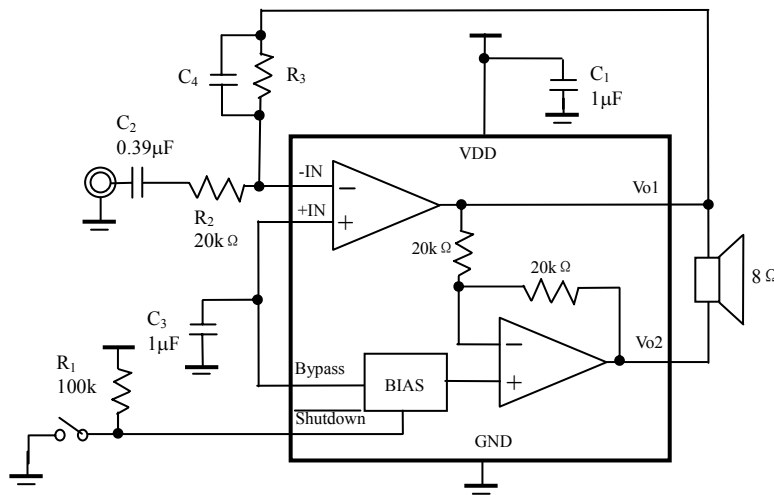 C4
R3
C1
1μF
C2
0.39μF
VDD
-IN
Vo1
R2
20kΩ
+IN
20kΩ
20kΩ
8Ω
C3
1μF
Vo2
R1
100k
Bypass
BIAS
Shutdown
GND